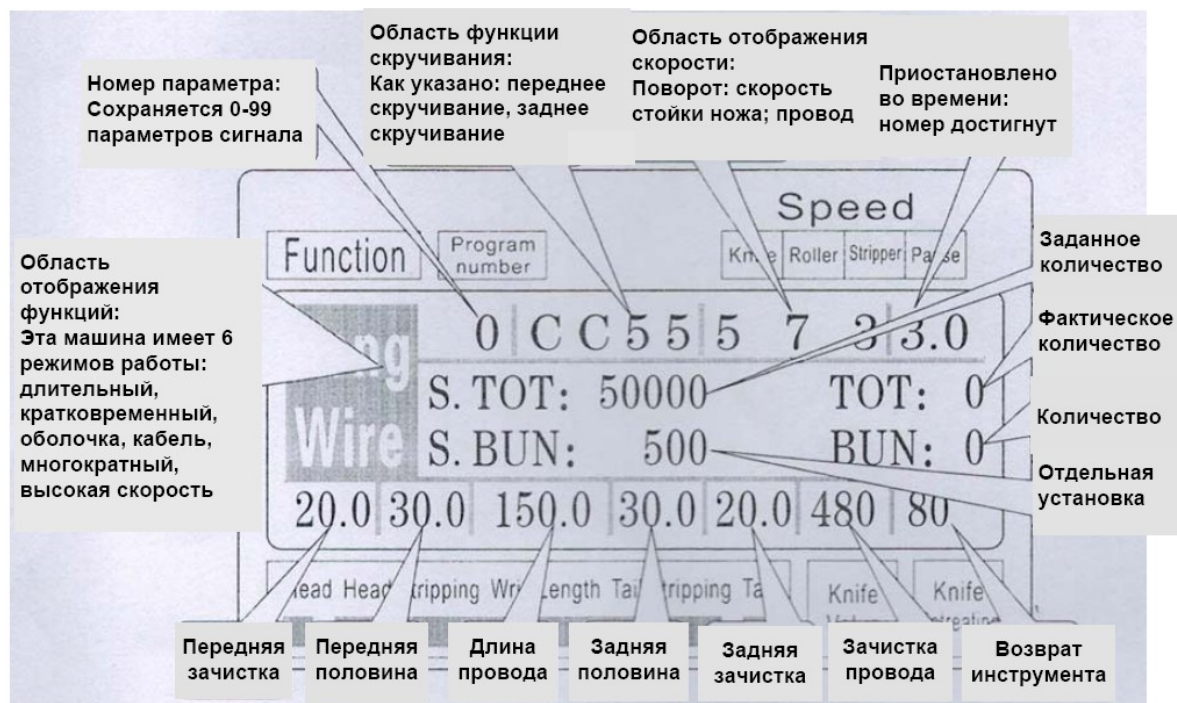 Область функции
скручивания:
Как указано: переднее
скручивание, заднее
скручивание
Область отображения
скорости:
Поворот: скорость
стойки ножа; провод
Приостановлено
во времени:
номер достигнут
Номер параметра:
Сохраняется 0-99
параметров сигнала
Speed
Function
Program
number
Roller Stripper
Заданное
количество
Область
отображения
функций:
Эта машина имеет 6
режимов работы:
длительный,
кратковременный,
оболочка, кабель,
многократный,
высокая скорость
0 C C 5 5 5 7 3 3.0
S. TOT: 50000 TOT: 0
Wire
S. BUN: 500 BUN: 0
20.0 30.0 150.0 30.0 20.0 480 80
Фактическое
количество
Количество
Отдельная
установка
Knife Knife
Передняя
зачистка
Передняя
половина
Длина
провода
Задняя
половина
Задняя
зачистка
Зачистка
провода
Возврат
инструмента